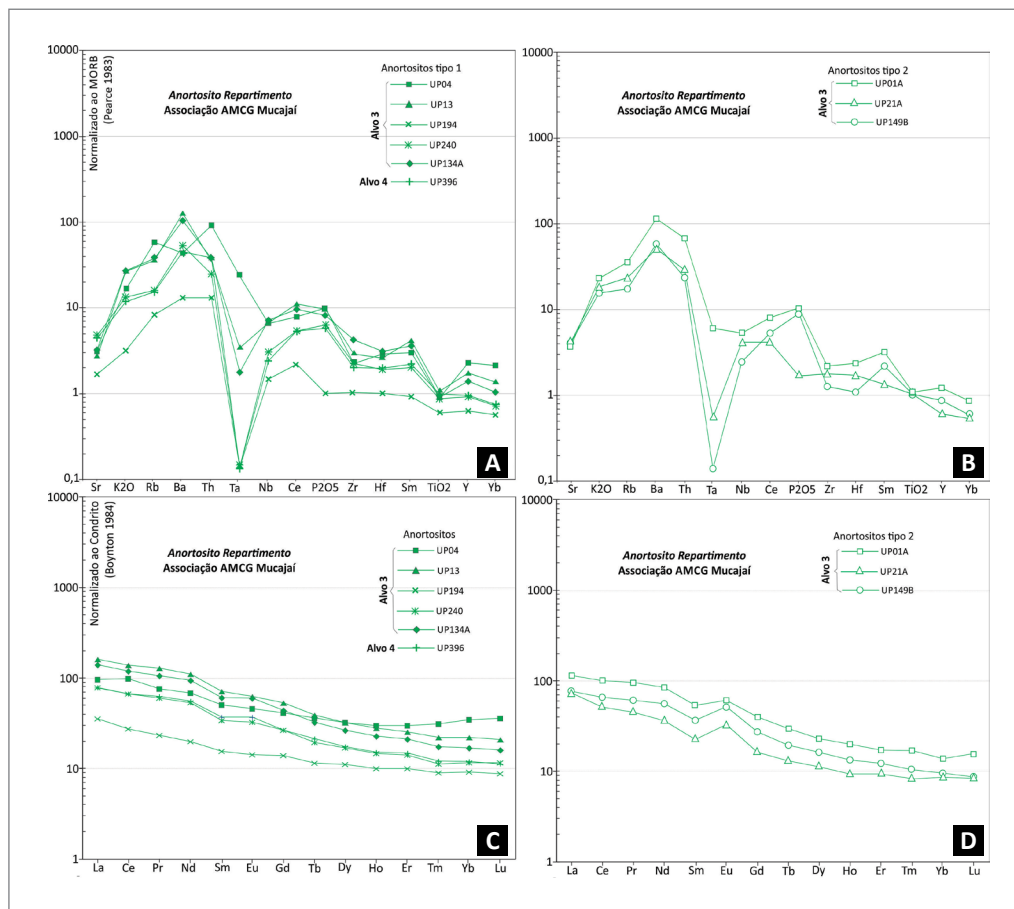 10000
1000
100
10
1
0,1
Normalizado ao MORB
(Pearce 1983)
Anortosito Repartimento
Associação AMCG Mucajaí
Anortositos tipo 1
Alvo 3
UP04
UP13
UP194
UP240
UP134A
Alvo 4
UP396
A
Sr K2O Rb Ba Th Ta Nb Ce P2O5 Zr Hf Sm TiO2 Y Yb
10000
1000
100
10
1
0,1
Anortosito Repartimento
Associação AMCG Mucajaí
Anortositos tipo 2
Alvo 3
UP01A
UP21A
UP149B
B
Sr K2O Rb Ba Th Ta Nb Ce P2O5 Zr Hf Sm TiO2 Y Yb
10000
1000
100
10
1
Normalizado ao Condrito
(Boynton 1984)
Anortosito Repartimento
Associação AMCG Mucajaí
Anortositos
Alvo 3
UP04
UP13
UP194
UP240
UP134A
Alvo 4
UP396
C
La Ce Pr Nd Sm Eu Gd Tb Dy Ho Er Tm Yb Lu
10000
1000
100
10
1
Anortosito Repartimento
Associação AMCG Mucajaí
Anortositos tipo 2
Alvo 3
UP01A
UP21A
UP149B
D
La Ce Pr Nd Sm Eu Gd Tb Dy Ho Er Tm Yb Lu